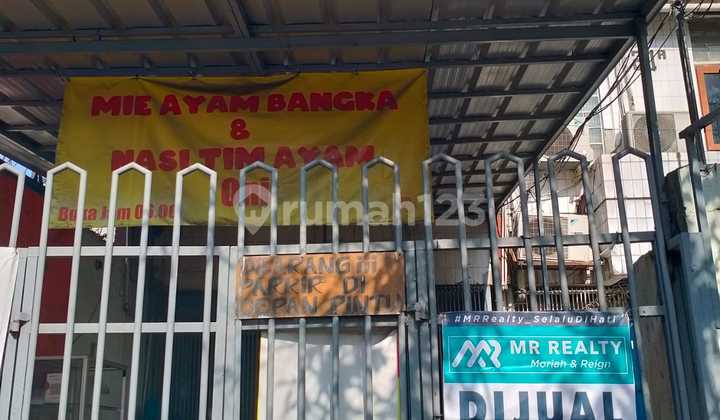 MIE AYAM BANGKA
&
NASI TIM AYAM
Buka Jam 06.00
rumah123
PARKIR DI
DEPAN PINTU
#MRRealty_SelaluDiHati
MR REALTY
Moriah & Reign
DIJUAL